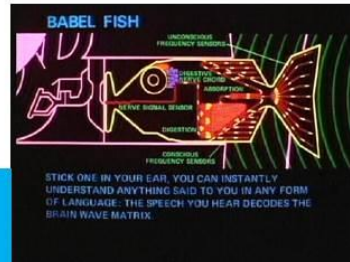 BABEL FISH
UNCONSCIOUS
FREQUENCY SENSORS
DIGESTIVE
NERVE CHORD
ABSORPTION
NERVE SIGNAL SENSOR
DIGESTION
CONSCIOUS
FREQUENCY SENSORS
STICK ONE IN YOUR EAR, YOU CAN INSTANTLY
UNDERSTAND ANYTHING SAID TO YOU IN ANY FORM
OF LANGUAGE: THE SPEECH YOU HEAR DECODES THE
BRAIN WAVE MATRIX.